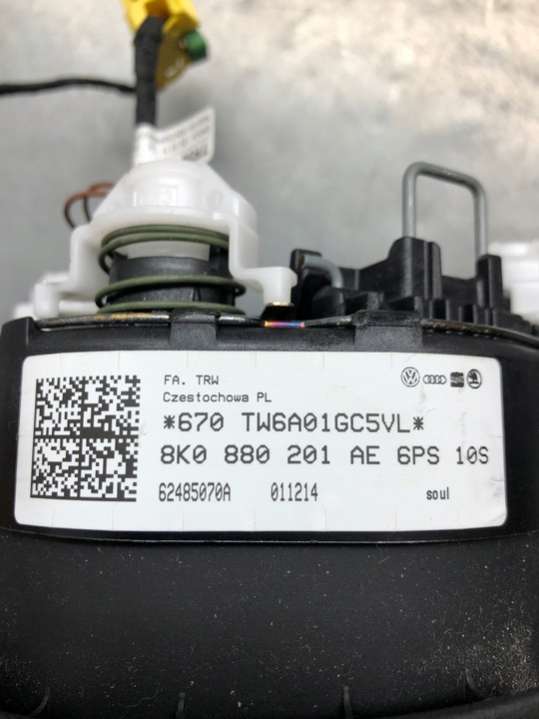 FA. TRW
Czestochowa PL
*670 TW6A01GC5VL*
8K0 880 201 AE 6PS 10S
62485070A 011214 soul